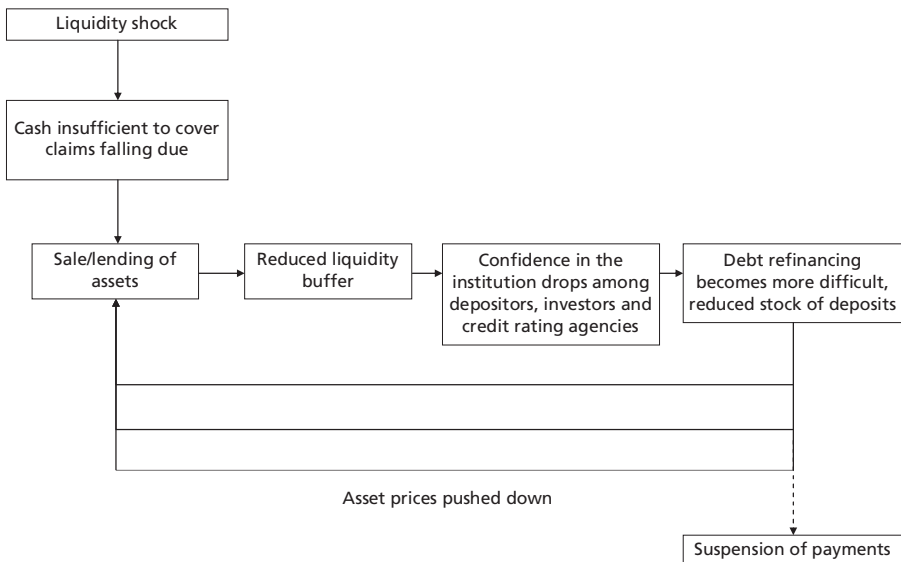 Liquidity shock
Cash insufficient to cover
claims falling due
Sale/lending of
assets
Reduced liquidity
buffer
Confidence in the
institution drops among
depositors, investors and
credit rating agencies
Debt refinancing
becomes more difficult,
reduced stock of deposits
Asset prices pushed down
Suspension of payments